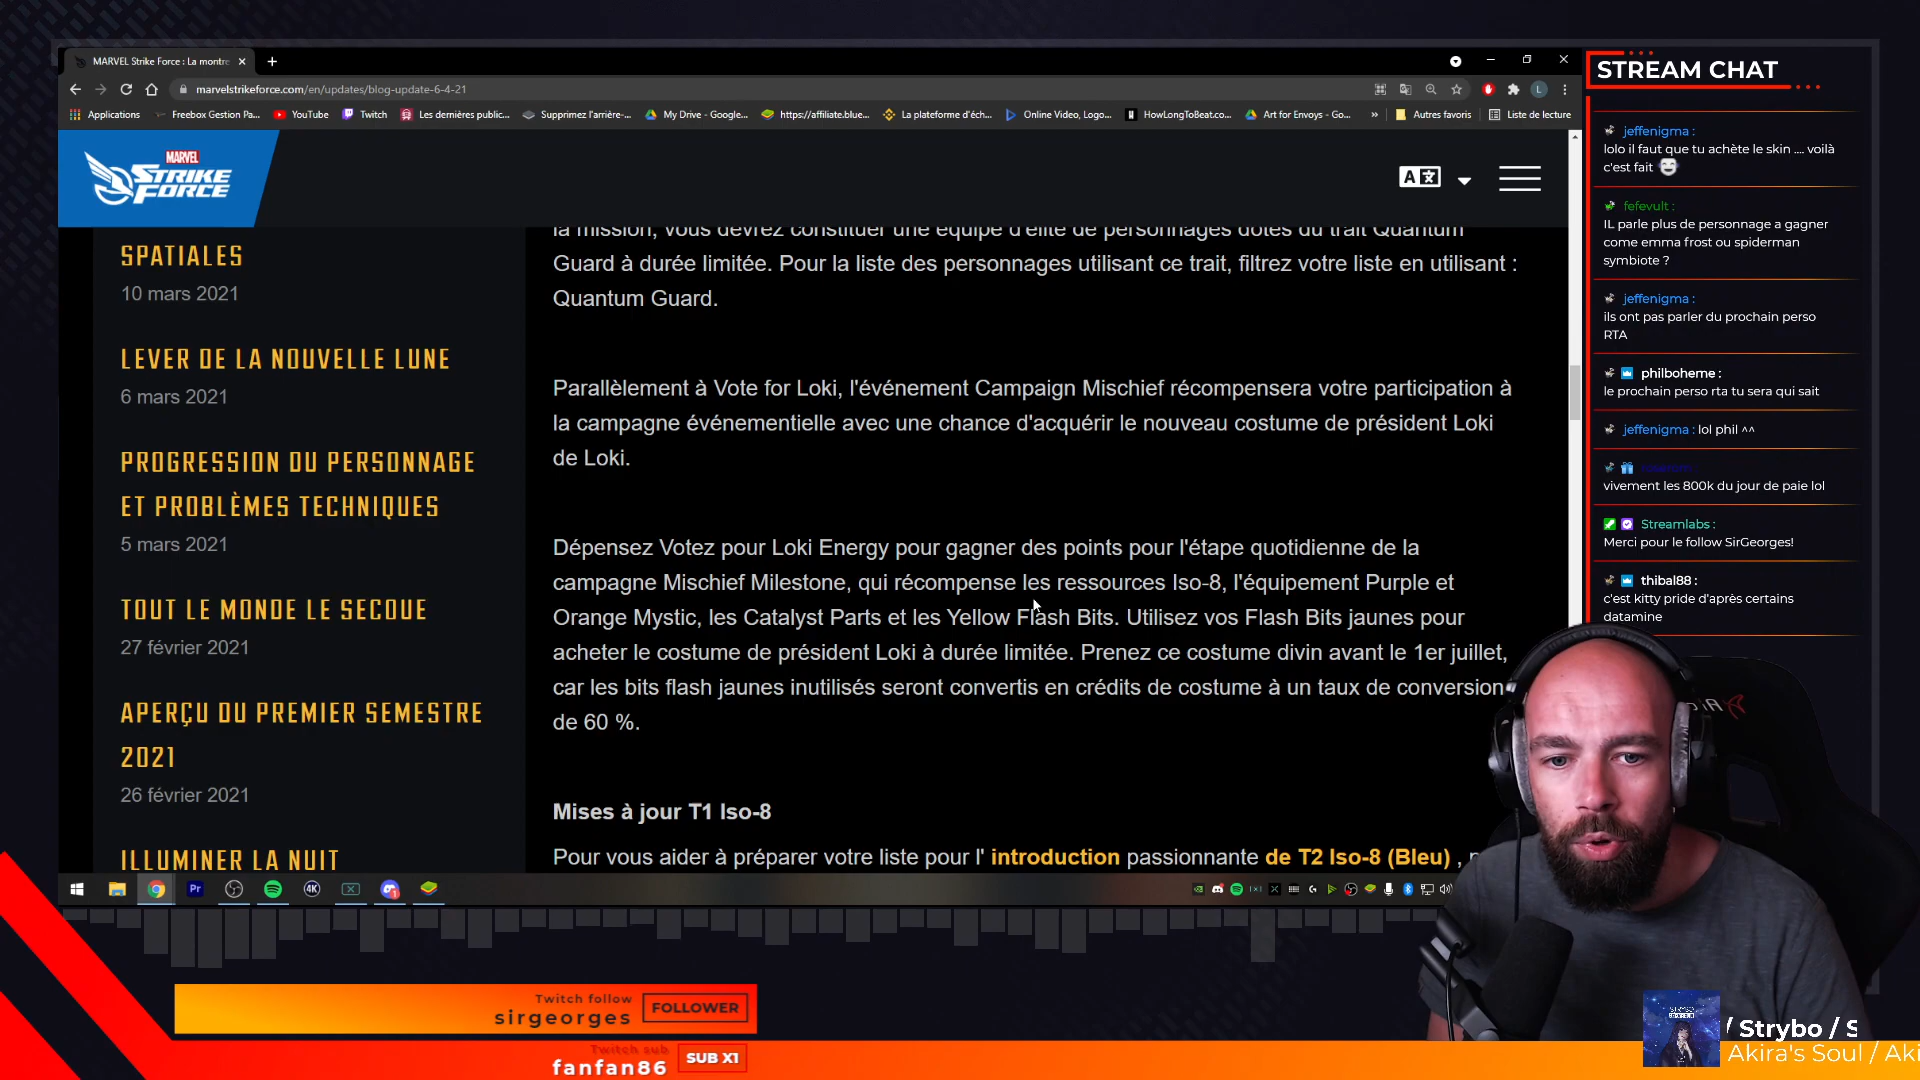 MARVEL Strike Force : La montre
marvelstrikeforce.com/en/updates/blog-update-6-4-21
Applications
Freebox Gestion Pa...
YouTube
Twitch
Les dernières public...
Supprimez l'arrière-...
My Drive - Google...
https://affiliate.blue...
La plateforme d'éch...
Online Video, Logo...
HowLongToBeat.co...
Art for Envoys - Go...
Autres favoris
Liste de lecture
MARVEL
STRIKE
FORCE
SPATIALES
10 mars 2021
LEVER DE LA NOUVELLE LUNE
6 mars 2021
PROGRESSION DU PERSONNAGE
ET PROBLÈMES TECHNIQUES
5 mars 2021
TOUT LE MONDE LE SECOUE
27 février 2021
APERÇU DU PREMIER SEMESTRE
2021
26 février 2021
ILLUMINER LA NUIT
la mission, vous devrez constituer une équipe d'élite de personnages dotés du trait Quantum
Guard à durée limitée. Pour la liste des personnages utilisant ce trait, filtrez votre liste en utilisant :
Quantum Guard.
Parallèlement à Vote for Loki, l'événement Campaign Mischief récompensera votre participation à
la campagne événementielle avec une chance d'acquérir le nouveau costume de président Loki
de Loki.
Dépensez Votez pour Loki Energy pour gagner des points pour l'étape quotidienne de la
campagne Mischief Milestone, qui récompense les ressources Iso-8, l'équipement Purple et
Orange Mystic, les Catalyst Parts et les Yellow Flash Bits. Utilisez vos Flash Bits jaunes pour
acheter le costume de président Loki à durée limitée. Prenez ce costume divin avant le 1er juillet,
car les bits flash jaunes inutilisés seront convertis en crédits de costume à un taux de conversion
de 60 %.
Mises à jour T1 Iso-8
Pour vous aider à préparer votre liste pour l' introduction passionnante de T2 Iso-8 (Bleu) ,
STREAM CHAT
jeffenigma :
lolo il faut que tu achète le skin .... voilà
c'est fait
fefevult :
IL parle plus de personnage a gagner
come emma frost ou spiderman
symbiote ?
jeffenigma :
ils ont pas parler du prochain perso
RTA
philboheme :
le prochain perso rta tu sera qui sait
jeffenigma : lol phil ^^
vivement les 800k du jour de paie lol
Streamlabs :
Merci pour le follow SirGeorges!
thibal88 :
c'est kitty pride d'après certains
datamine
Twitch follow
sirgeorges
FOLLOWER
Twitch sub
fanfan86
SUB X1
/ Strybo / S
Akira's Soul / Aki